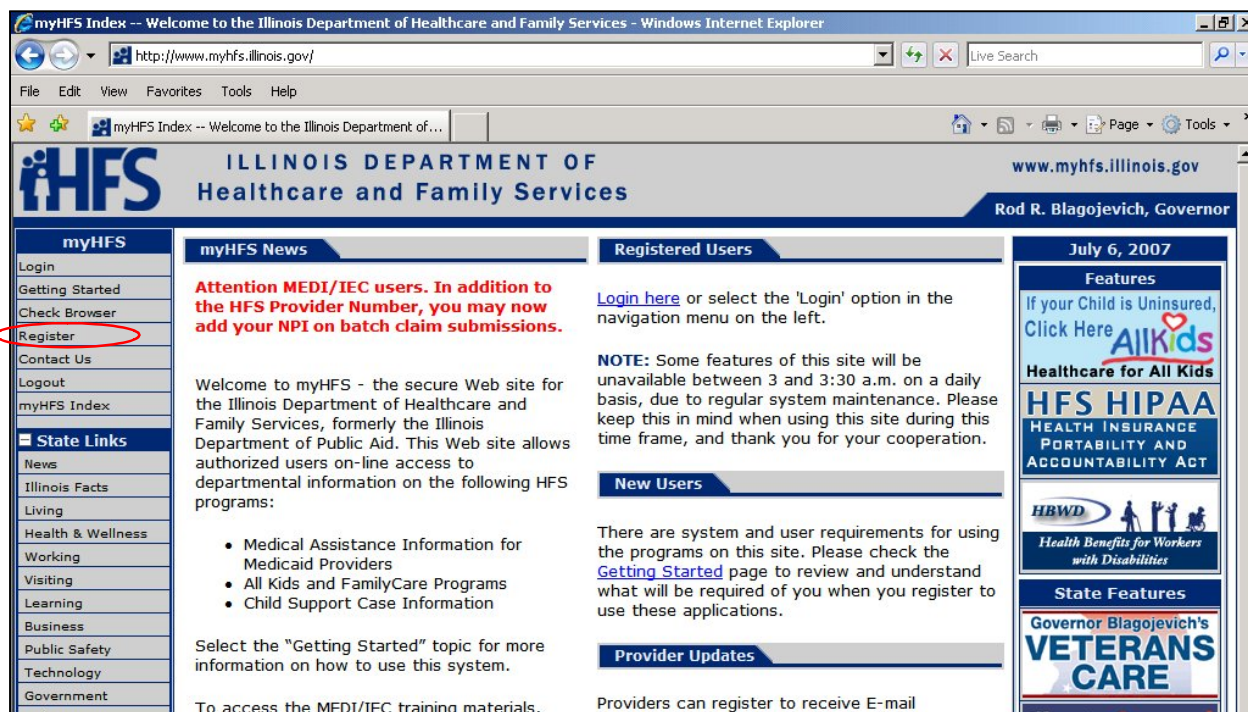 myHFS Index -- Welcome to the Illinois Department of Healthcare and Family Services - Windows Internet Explorer
http://www.myhfs.illinois.gov/
Live Search
File Edit View Favorites Tools Help
myHFS Index -- Welcome to the Illinois Department of...
Page Tools
HFS
ILLINOIS DEPARTMENT OF
Healthcare and Family Services
www.myhfs.illinois.gov
Rod R. Blagojevich, Governor
myHFS
Login
Getting Started
Check Browser
Register
Contact Us
Logout
myHFS Index
State Links
News
Illinois Facts
Living
Health & Wellness
Working
Visiting
Learning
Business
Public Safety
Technology
Government
myHFS News
Attention MEDI/IEC users. In addition to
the HFS Provider Number, you may now
add your NPI on batch claim submissions.
Welcome to myHFS - the secure Web site for
the Illinois Department of Healthcare and
Family Services, formerly the Illinois
Department of Public Aid. This Web site allows
authorized users on-line access to
departmental information on the following HFS
programs:
• Medical Assistance Information for
Medicaid Providers
• All Kids and FamilyCare Programs
• Child Support Case Information
Select the “Getting Started” topic for more
information on how to use this system.
To access the MEDI/IEC training materials,
Registered Users
Login here or select the 'Login' option in the
navigation menu on the left.
NOTE: Some features of this site will be
unavailable between 3 and 3:30 a.m. on a daily
basis, due to regular system maintenance. Please
keep this in mind when using this site during this
time frame, and thank you for your cooperation.
New Users
There are system and user requirements for using
the programs on this site. Please check the
Getting Started page to review and understand
what will be required of you when you register to
use these applications.
Provider Updates
Providers can register to receive E-mail
July 6, 2007
Features
If your Child is Uninsured,
Click Here AllKids
Healthcare for All Kids
HFS HIPAA
HEALTH INSURANCE
PORTABILITY AND
ACCOUNTABILITY ACT
HBWD
Health Benefits for Workers
with Disabilities
State Features
Governor Blagojevich's
VETERANS
CARE